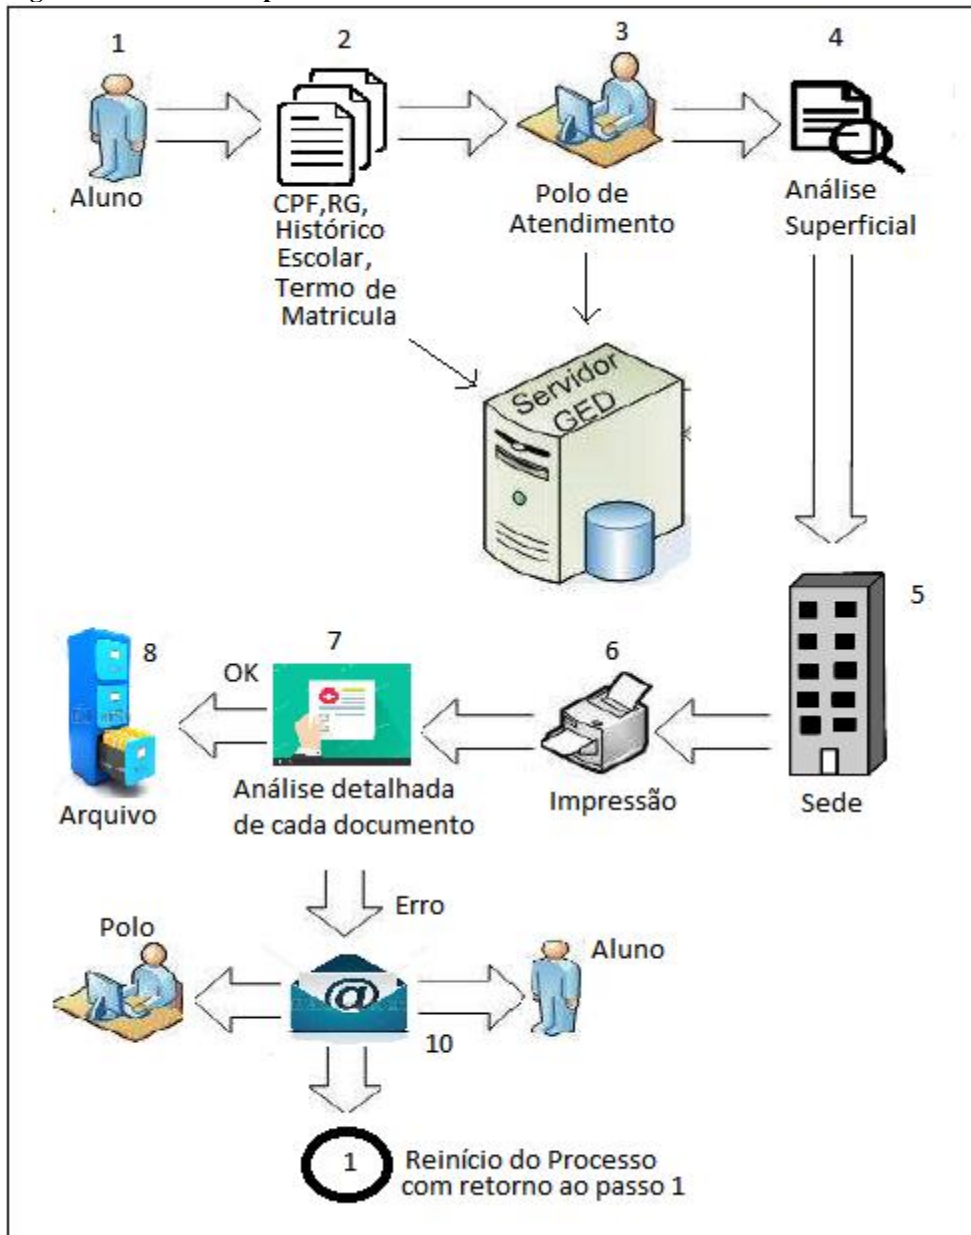 1
2
3
4
Aluno
CPF,RG,
Histórico
Escolar,
Termo de
Matricula
Polo de
Atendimento
Análise
Superficial
Servidor
GED
5
6
7
8
OK
Arquivo
Análise detalhada
de cada documento
Impressão
Sede
Erro
Polo
Aluno
@
10
1
Reinício do Processo
com retorno ao passo 1